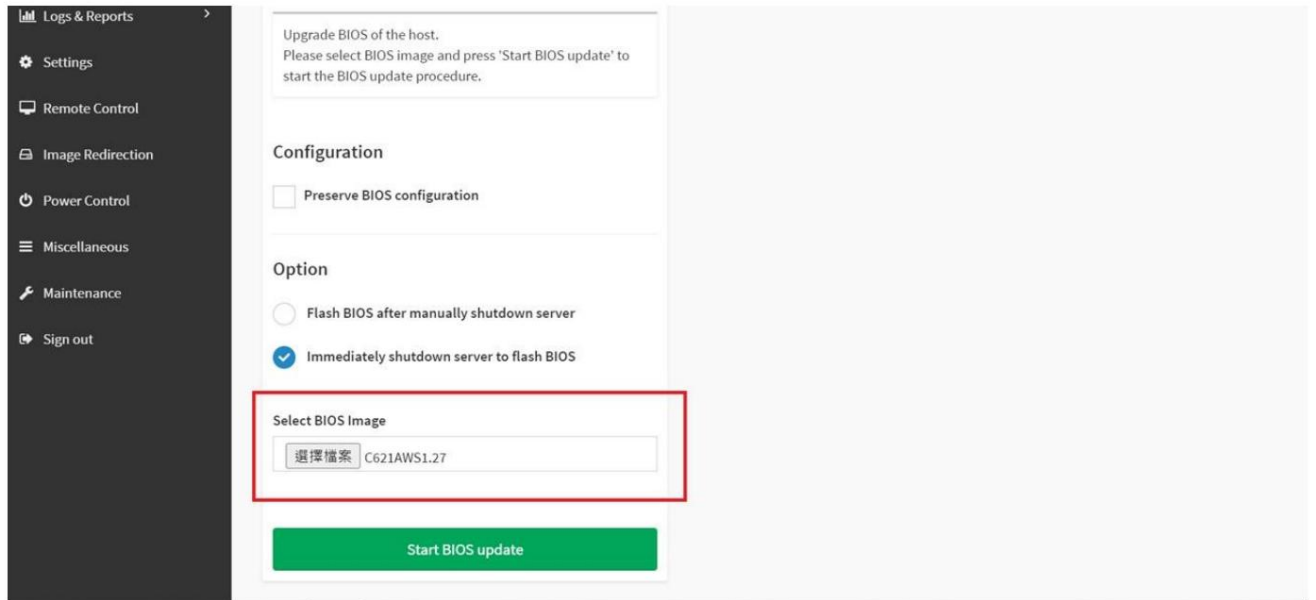 Logs & Reports
Settings
Remote Control
Image Redirection
Power Control
Miscellaneous
Maintenance
Sign out
Upgrade BIOS of the host.
Please select BIOS image and press 'Start BIOS update' to
start the BIOS update procedure.
Configuration
Preserve BIOS configuration
Option
Flash BIOS after manually shutdown server
Immediately shutdown server to flash BIOS
Select BIOS Image
選擇檔案 C621AWS1.27
Start BIOS update